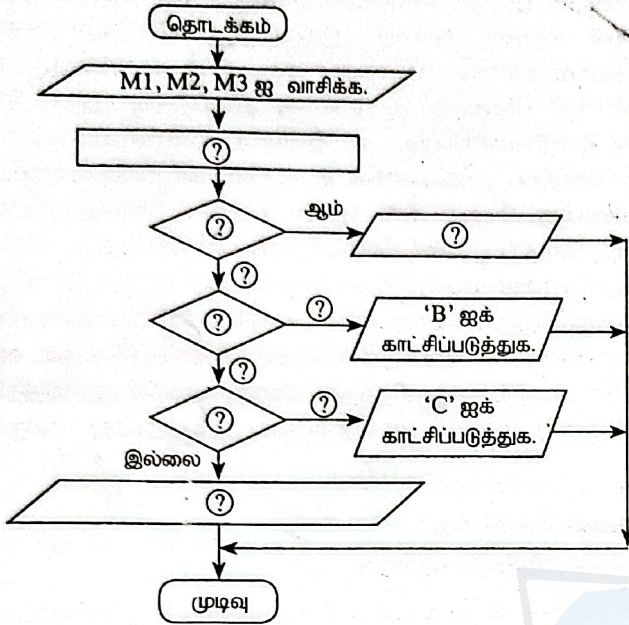 தொடக்கம்
M1, M2, M3 ஐ வாசிக்க.
?
? ஆம் ?
?
? ? 'B' ஐக் காட்சிப்படுத்துக.
?
? ? 'C' ஐக் காட்சிப்படுத்துக.
இல்லை
?
முடிவு